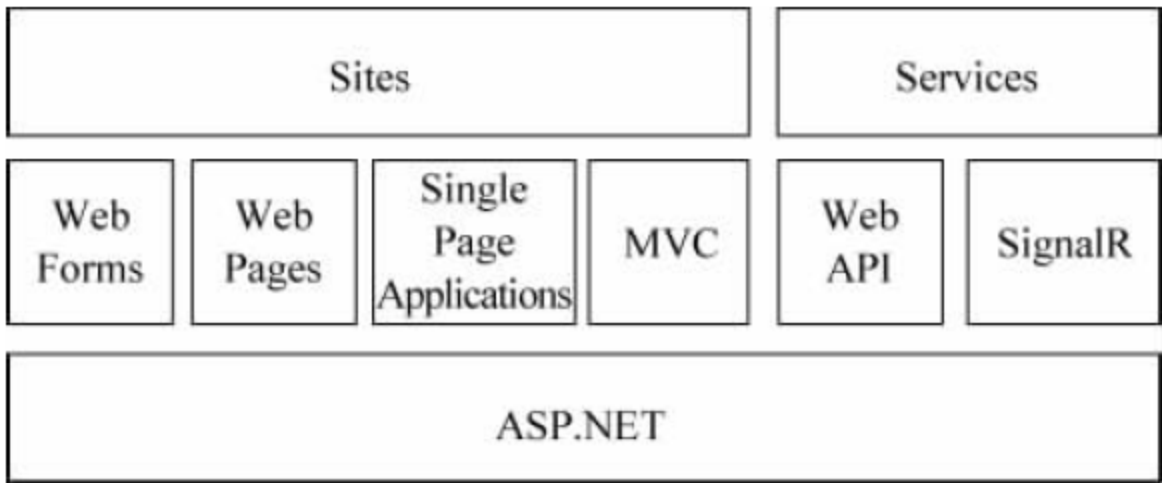 Sites
Services
Web
Forms
Web
Pages
Single
Page
Applications
MVC
Web
API
SignalR
ASP.NET